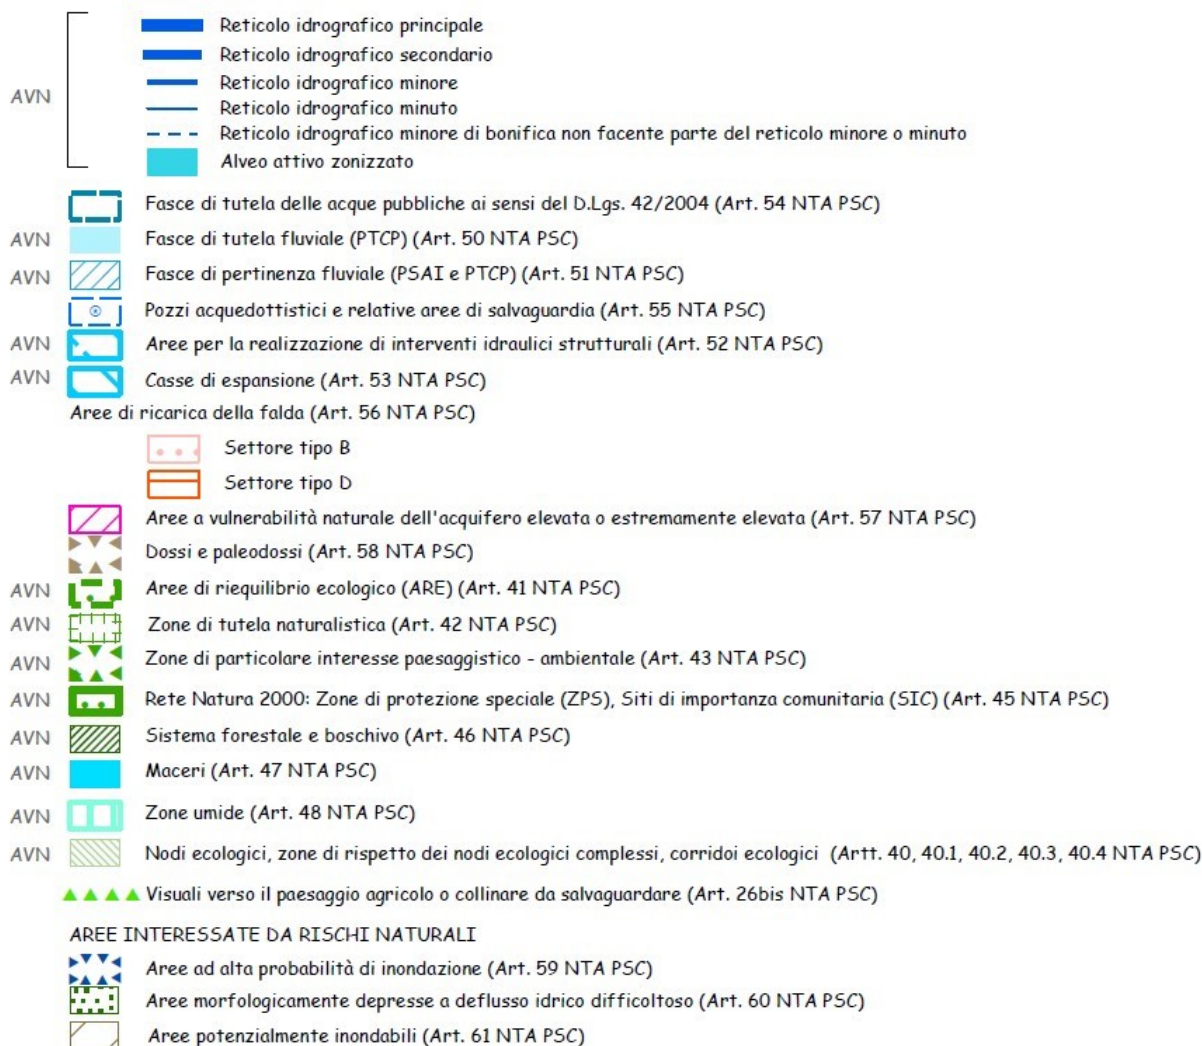 Reticolo idrografico principale
Reticolo idrografico secondario
Reticolo idrografico minore
AVN
Reticolo idrografico minuto
Reticolo idrografico minore di bonifica non facente parte del reticolo minore o minuto
Alveo attivo zonizzato
Fasce di tutela delle acque pubbliche ai sensi del D.Lgs. 42/2004 (Art. 54 NTA PSC)
AVN Fasce di tutela fluviale (PTCP) (Art. 50 NTA PSC)
AVN Fasce di pertinenza fluviale (PSAI e PTCP) (Art. 51 NTA PSC)
Pozzi acquedottistici e relative aree di salvaguardia (Art. 55 NTA PSC)
AVN Aree per la realizzazione di interventi idraulici strutturali (Art. 52 NTA PSC)
AVN Casse di espansione (Art. 53 NTA PSC)
Aree di ricarica della falda (Art. 56 NTA PSC)
Settore tipo B
Settore tipo D
Aree a vulnerabilità naturale dell'acquifero elevata o estremamente elevata (Art. 57 NTA PSC)
Dossi e paleodossi (Art. 58 NTA PSC)
AVN Aree di riequilibrio ecologico (ARE) (Art. 41 NTA PSC)
AVN Zone di tutela naturalistica (Art. 42 NTA PSC)
AVN Zone di particolare interesse paesaggistico - ambientale (Art. 43 NTA PSC)
AVN Rete Natura 2000: Zone di protezione speciale (ZPS), Siti di importanza comunitaria (SIC) (Art. 45 NTA PSC)
AVN Sistema forestale e boschivo (Art. 46 NTA PSC)
AVN Maceri (Art. 47 NTA PSC)
AVN Zone umide (Art. 48 NTA PSC)
AVN Nodi ecologici, zone di rispetto dei nodi ecologici complessi, corridoi ecologici (Artt. 40, 40.1, 40.2, 40.3, 40.4 NTA PSC)
Visuali verso il paesaggio agricolo o collinare da salvaguardare (Art. 26bis NTA PSC)
AREE INTERESSATE DA RISCHI NATURALI
Aree ad alta probabilità di inondazione (Art. 59 NTA PSC)
Aree morfologicamente depresse a deflusso idrico difficoltoso (Art. 60 NTA PSC)
Aree potenzialmente inondabili (Art. 61 NTA PSC)